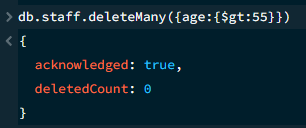 > db.staff.deleteMany({age:{$gt:55}})
< {
acknowledged: true,
deletedCount: 0
}